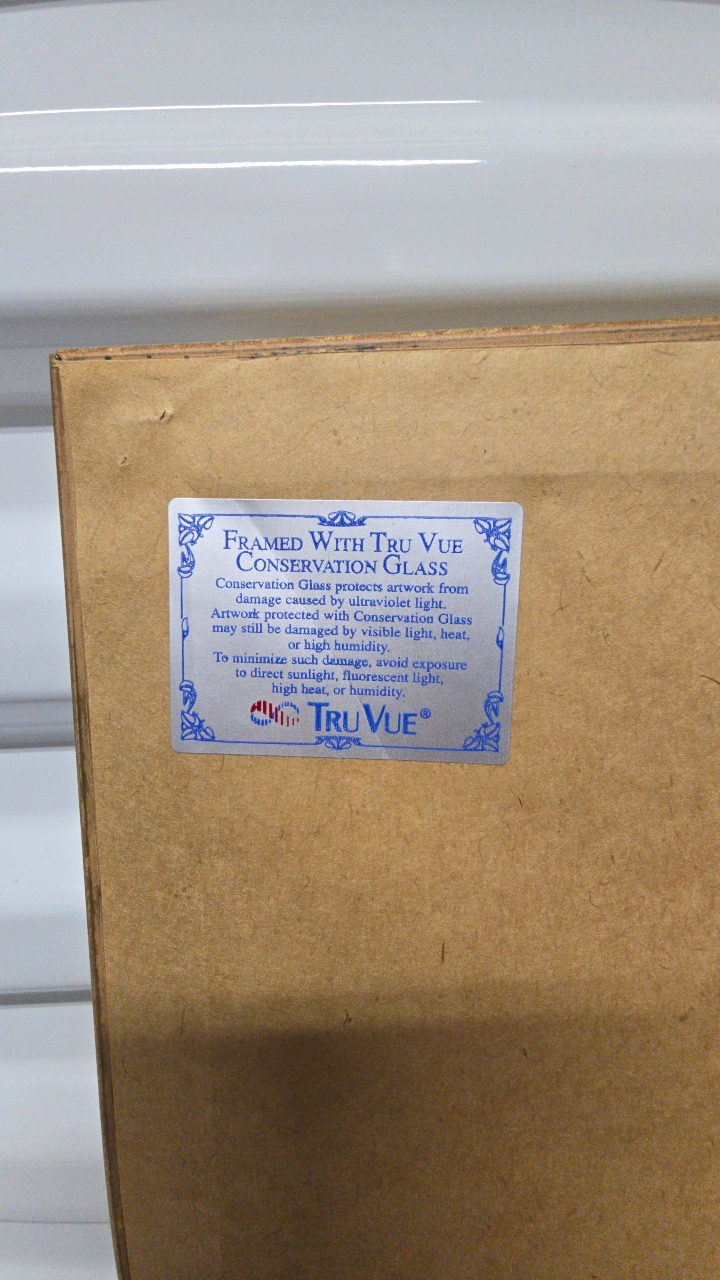 FRAMED WITH TRU VUE
CONSERVATION GLASS
Conservation Glass protects artwork from
damage caused by ultraviolet light.
Artwork protected with Conservation Glass
may still be damaged by visible light, heat,
or high humidity.
To minimize such damage, avoid exposure
to direct sunlight, fluorescent light,
high heat, or humidity.
TRU VUE®